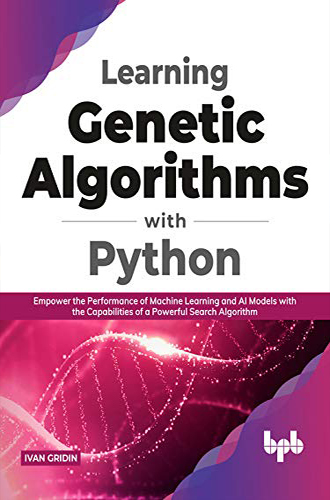 Learning
Genetic
Algorithms
with
Python
Empower the Performance of Machine Learning and AI Models with
the Capabilities of a Powerful Search Algorithm
IVAN GRIDIN
bpb